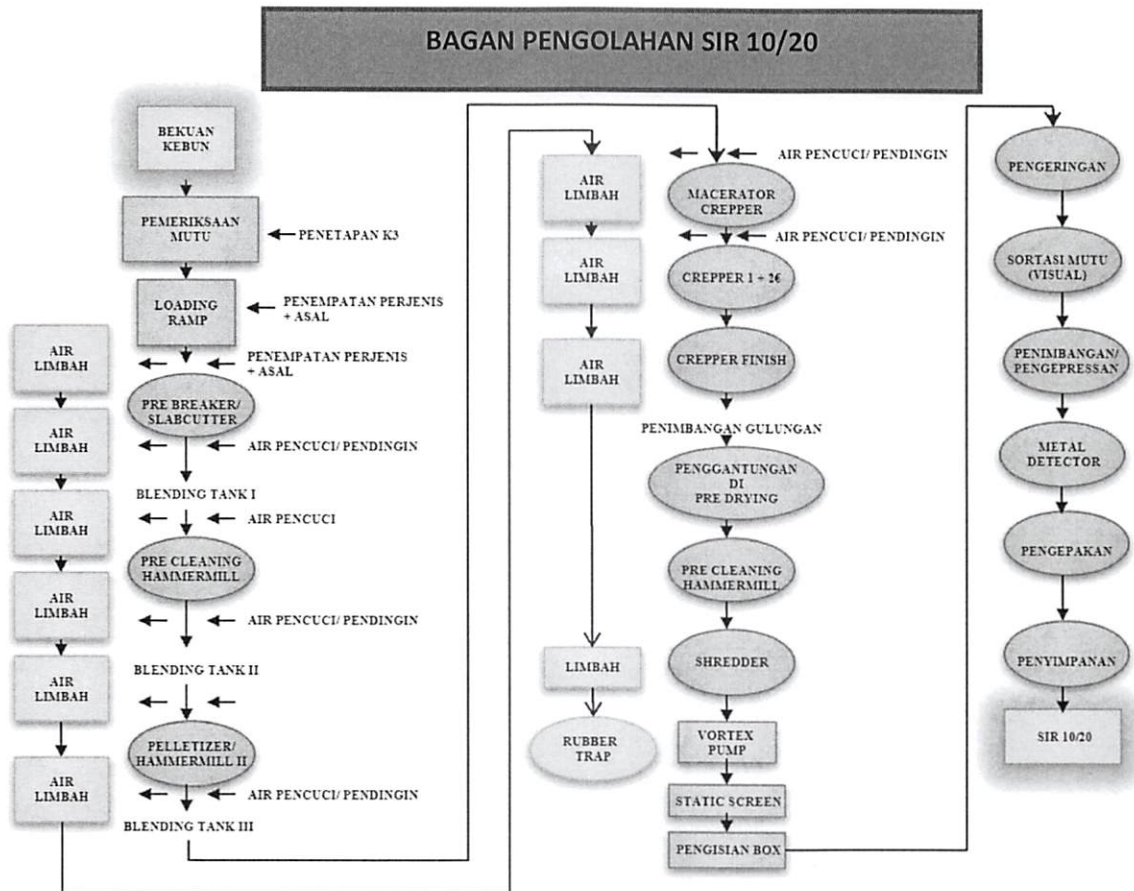 BAGAN PENGOLAHAN SIR 10/20
BEKUAN
KEBUN
PEMERIKSAAN
MUTU
PENETAPAN K3
LOADING
RAMP
PENEMPATAN PERJENIS
+ ASAL
PENEMPATAN PERJENIS
+ ASAL
PRE BREAKER/
SLABCUTTER
AIR PENCUCI/ PENDINGIN
BLENDING TANK I
AIR PENCUCI
PRE CLEANING
HAMMERMILL
AIR PENCUCI/ PENDINGIN
BLENDING TANK II
PELLETIZER/
HAMMERMILL II
AIR PENCUCI/ PENDINGIN
BLENDING TANK III
AIR
LIMBAH
AIR
LIMBAH
AIR
LIMBAH
AIR
LIMBAH
AIR
LIMBAH
AIR
LIMBAH
AIR
LIMBAH
AIR
LIMBAH
AIR
LIMBAH
LIMBAH
RUBBER
TRAP
AIR PENCUCI/ PENDINGIN
MACERATOR
CREPPER
AIR PENCUCI/ PENDINGIN
CREPPER 1 + 2€
CREPPER FINISH
PENIMBANGAN GULUNGAN
PENGGANTUNGAN
DI
PRE DRYING
PRE CLEANING
HAMMERMILL
SHREDDER
VORTEX
PUMP
STATIC SCREEN
PENGISIAN BOX
PENGERINGAN
SORTASI MUTU
(VISUAL)
PENIMBANGAN/
PENGEPRESSAN
METAL
DETECTOR
PENGEPAKAN
PENYIMPANAN
SIR 10/20